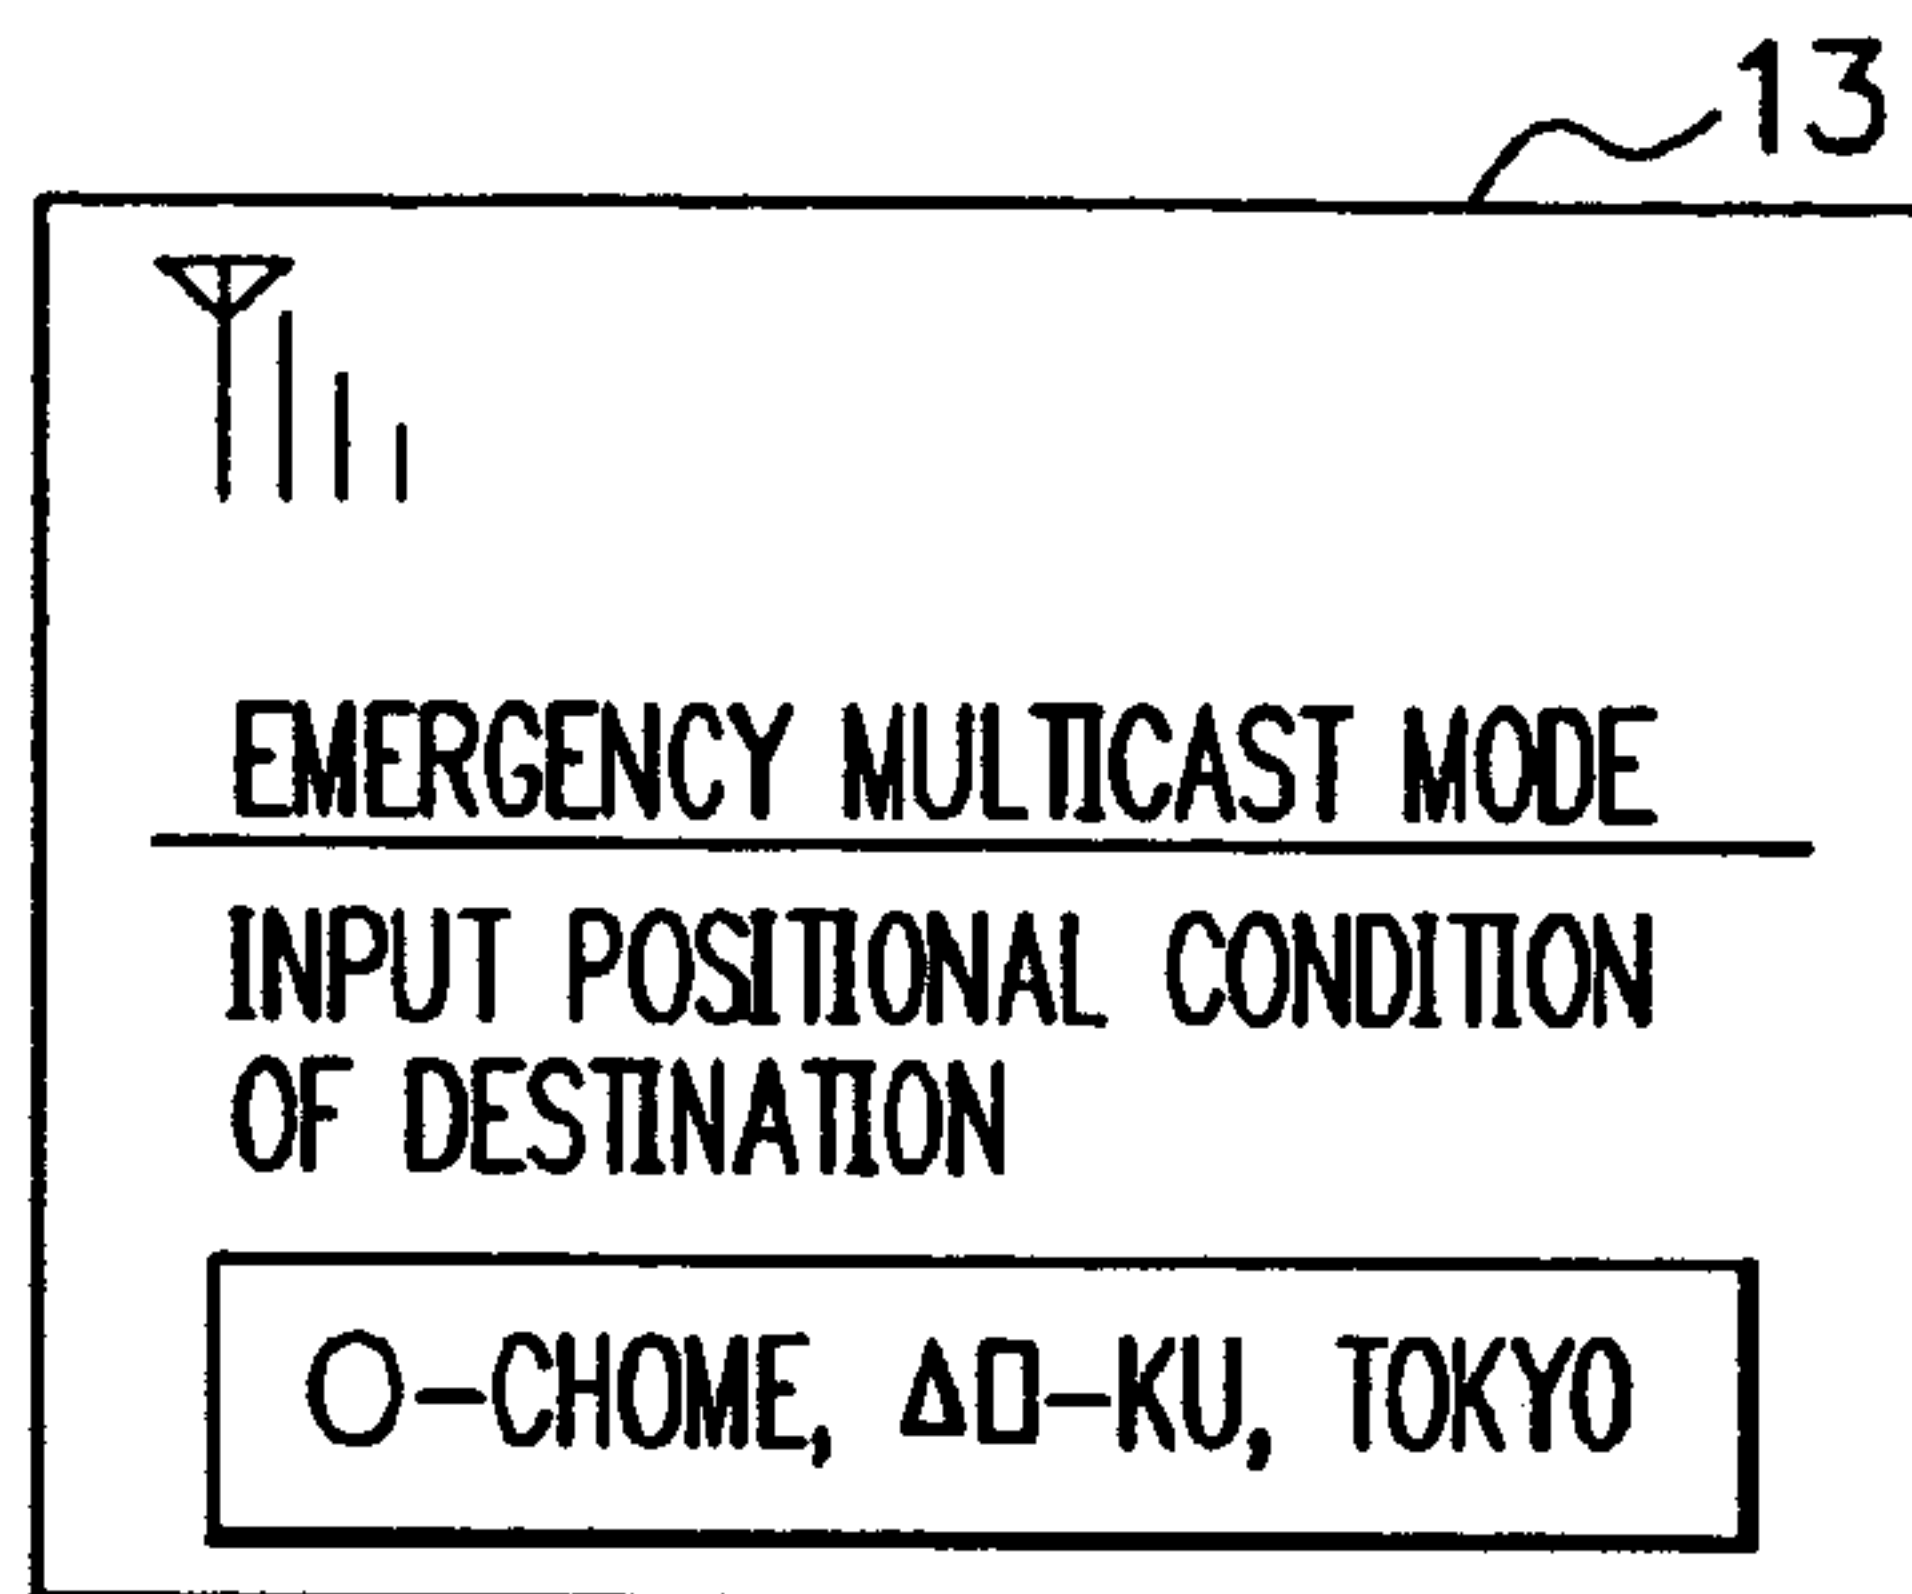 13
EMERGENCY MULTICAST MODE
INPUT POSITIONAL CONDITION
OF DESTINATION
○-CHOME, △□-KU, TOKYO